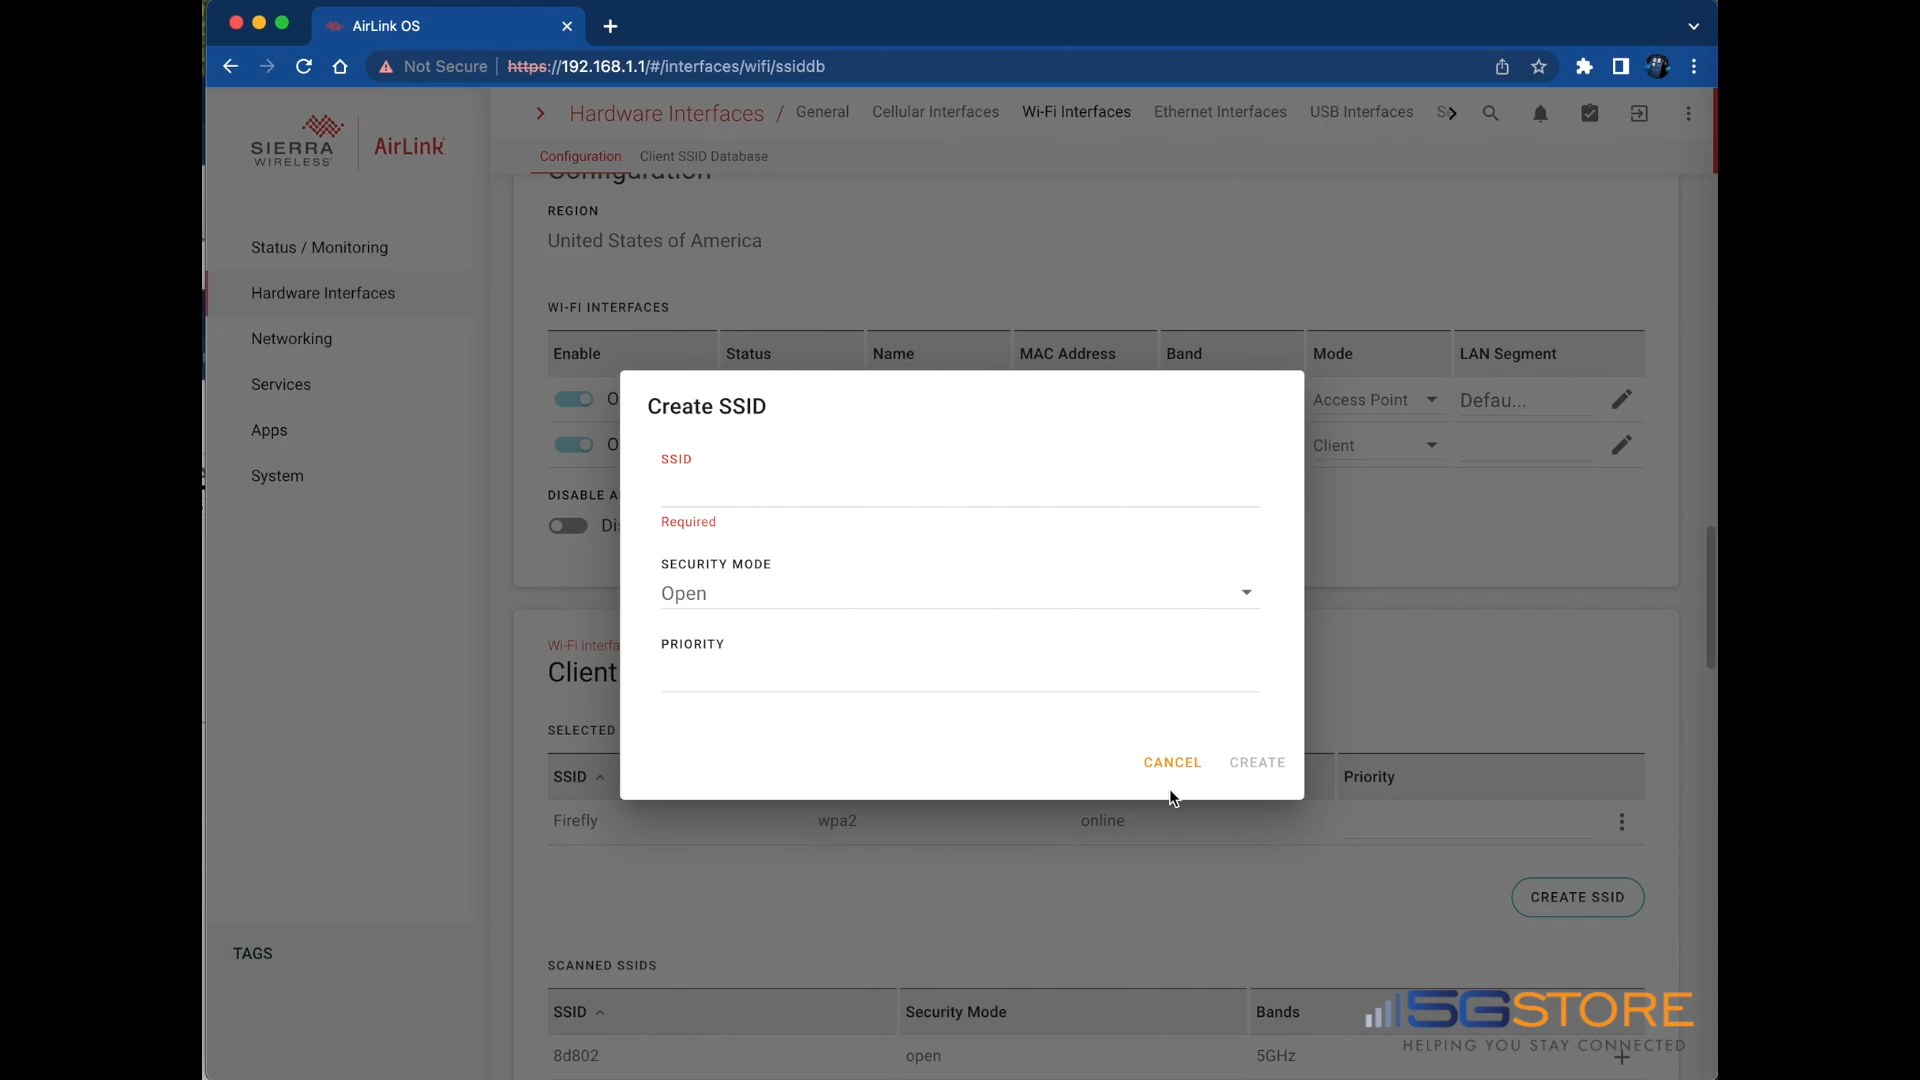 AirLink OS
Not Secure | https://192.168.1.1/#/interfaces/wifi/ssiddb
SIERRA WIRELESS
AirLink
Hardware Interfaces / General Cellular Interfaces Wi-Fi Interfaces Ethernet Interfaces USB Interfaces
Configuration Client SSID Database
Configuration
Status / Monitoring
Hardware Interfaces
Networking
Services
Apps
System
TAGS
REGION
United States of America
WI-FI INTERFACES
Enable Status Name MAC Address Band Mode LAN Segment
O Access Point Defau...
O Client
DISABLE A
Di
Create SSID
SSID
Required
SECURITY MODE
Open
PRIORITY
CANCEL CREATE
Wi-Fi Interfa
Client
SELECTED
SSID Priority
Firefly wpa2 online
CREATE SSID
SCANNED SSIDS
SSID Security Mode Bands
8d802 open 5GHz
5GSTORE
HELPING YOU STAY CONNECTED